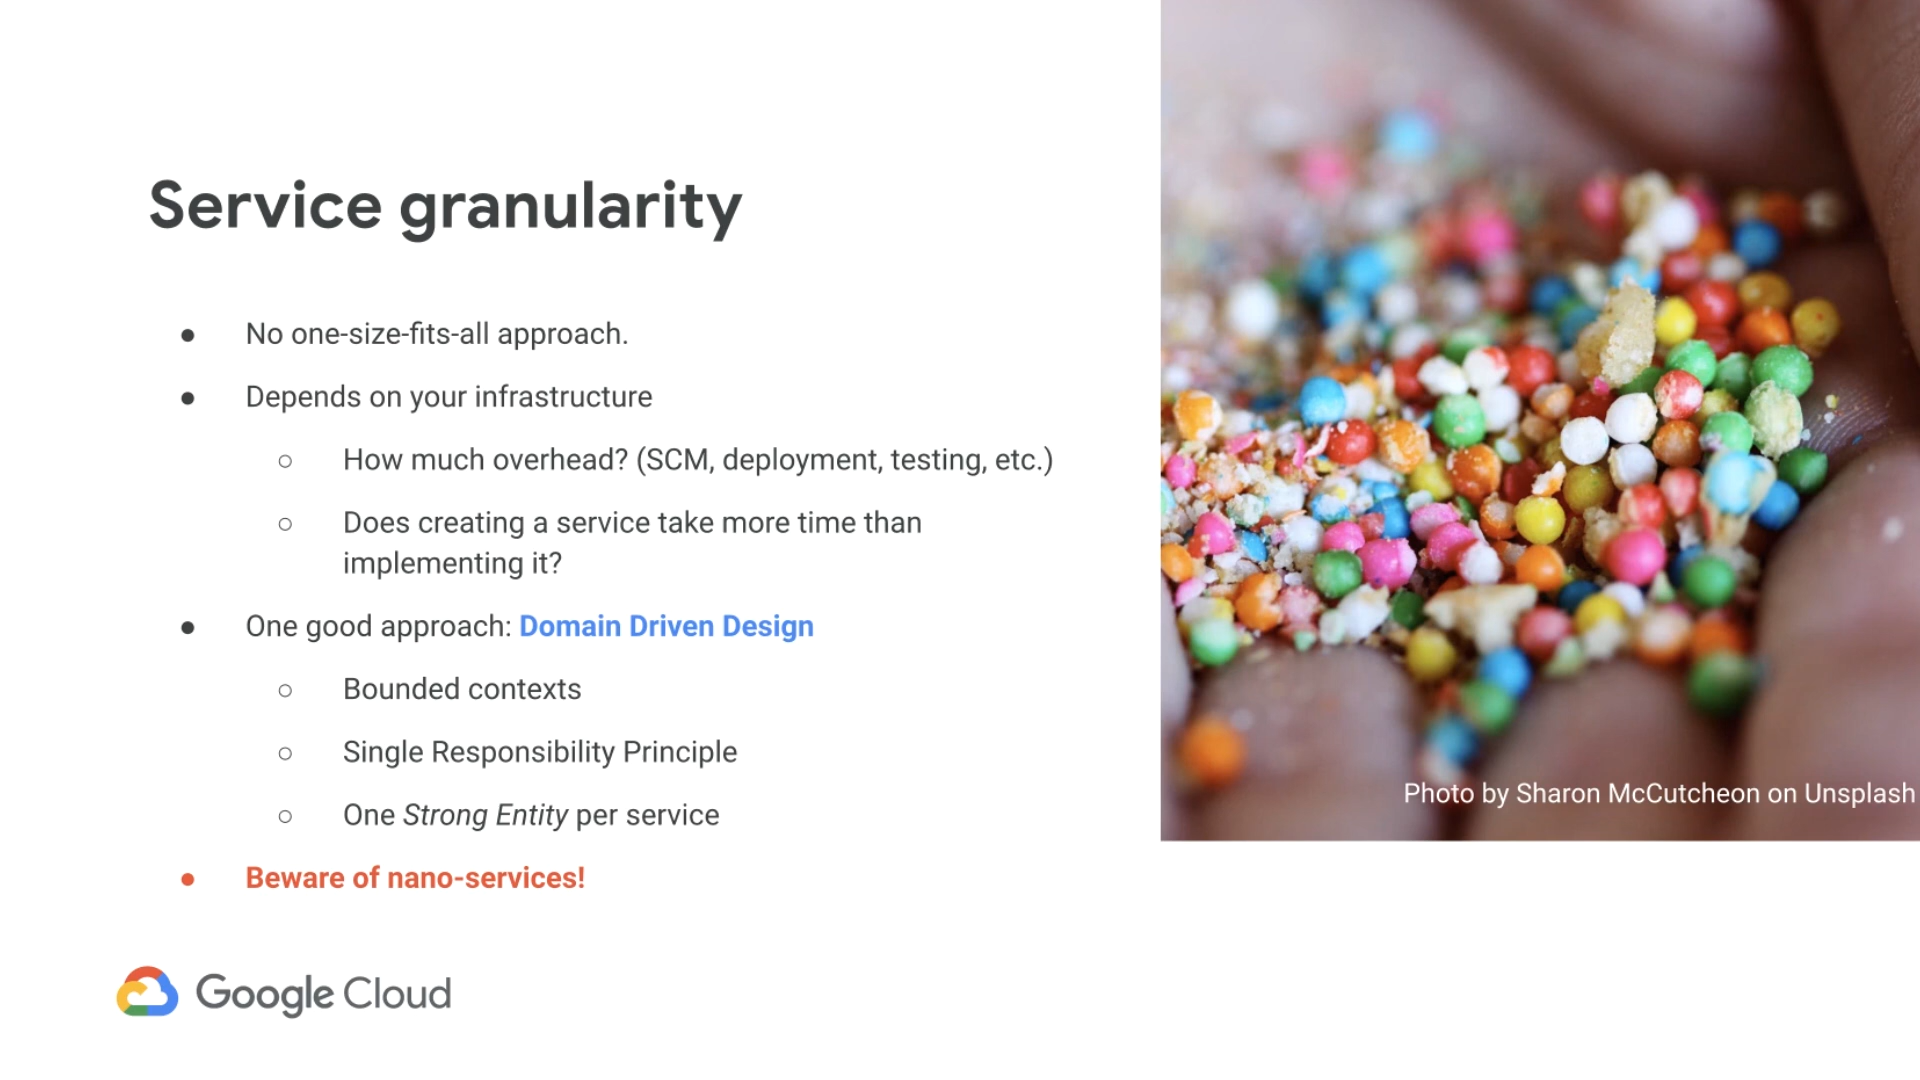 Service granularity
● No one-size-fits-all approach.
● Depends on your infrastructure
○ How much overhead? (SCM, deployment, testing, etc.)
○ Does creating a service take more time than
implementing it?
● One good approach: Domain Driven Design
○ Bounded contexts
○ Single Responsibility Principle
○ One Strong Entity per service
● Beware of nano-services!
Photo by Sharon McCutcheon on Unsplash
Google Cloud